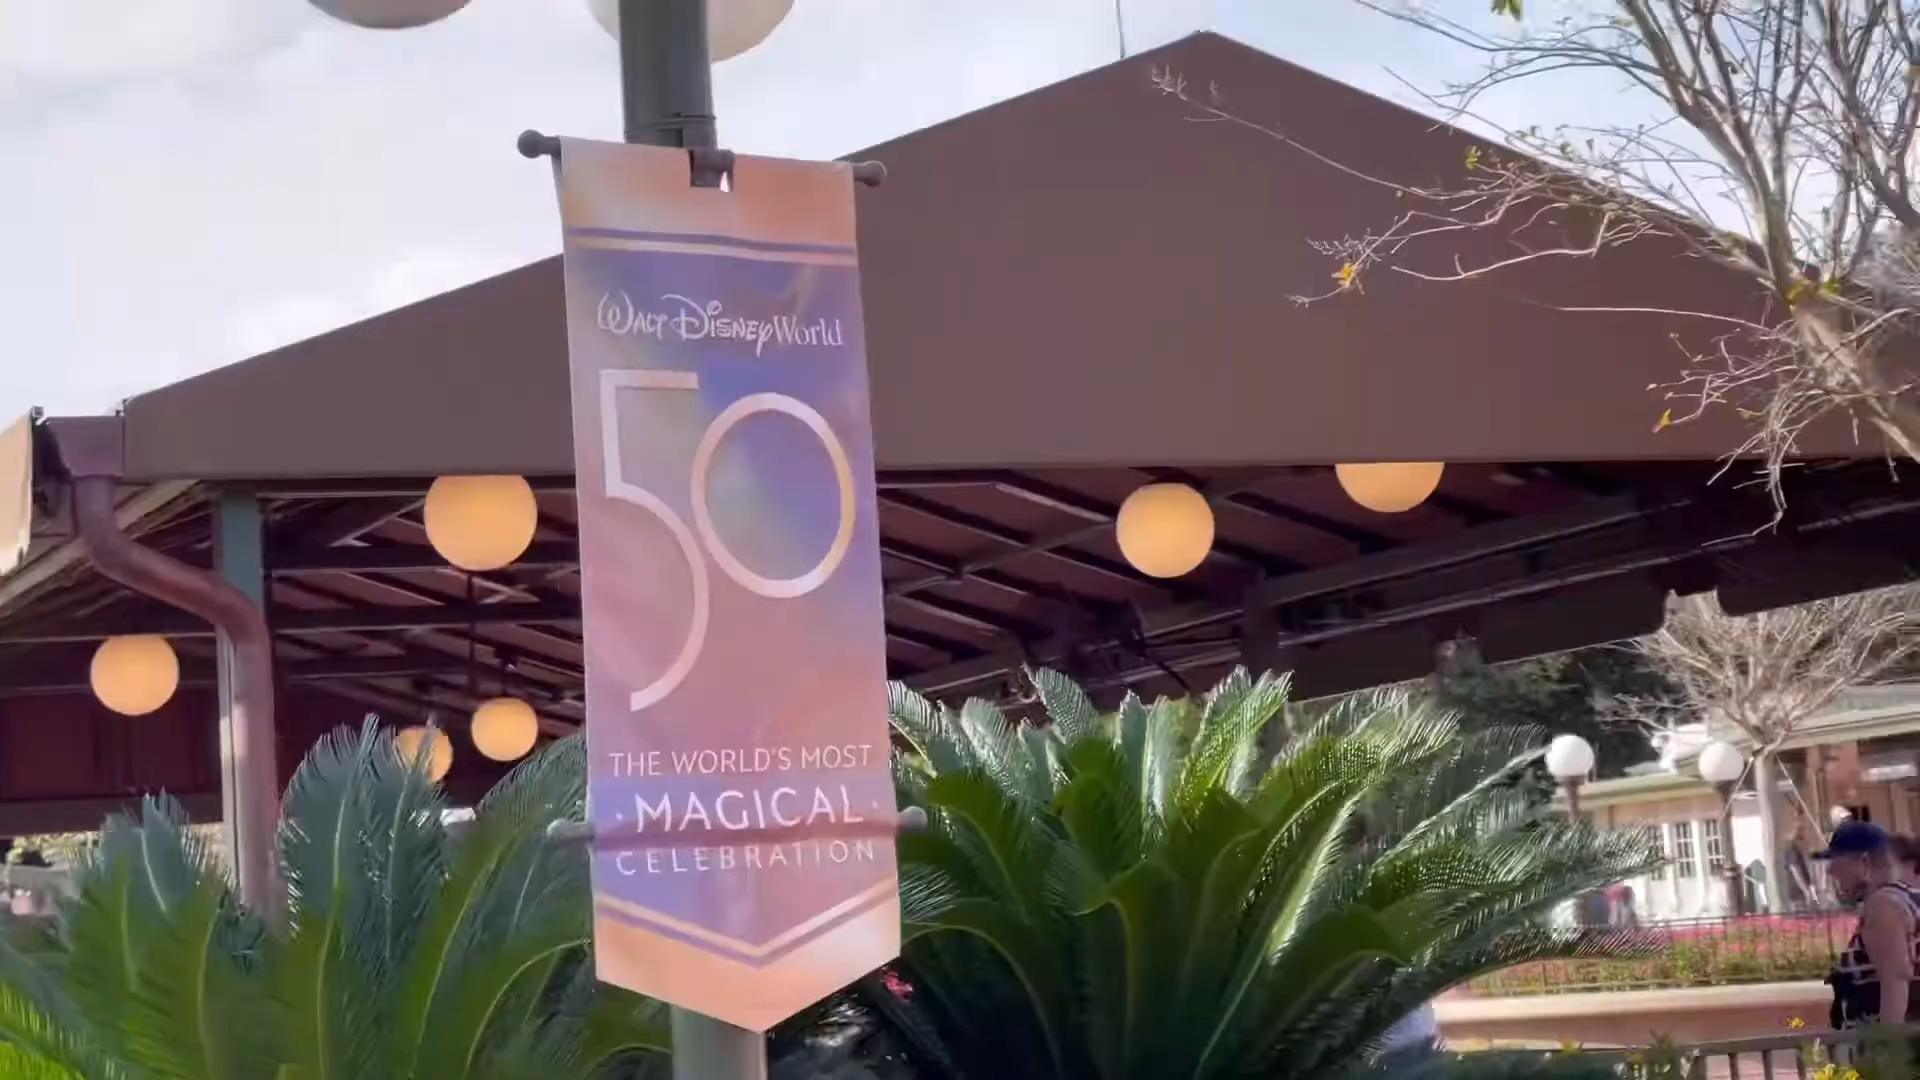 Walt Disney World
50
THE WORLD'S MOST
· MAGICAL ·
CELEBRATION